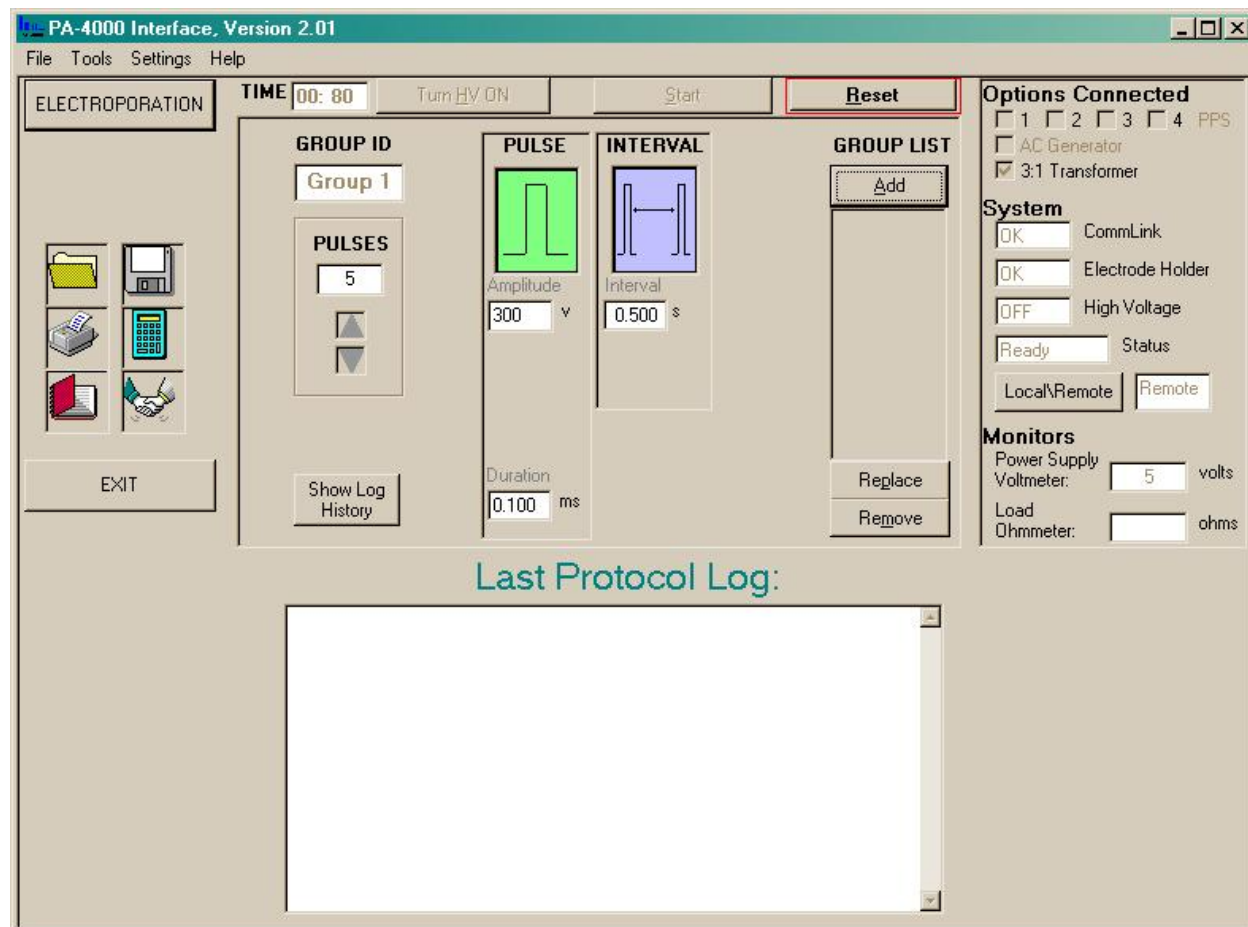 PA-4000 Interface, Version 2.01
File Tools Settings Help
ELECTROPORATION
TIME 00: 80 Turn HV ON Start Reset
GROUP ID
Group 1
PULSES
5
Show Log
History
PULSE
Amplitude
300 v
Duration
0.100 ms
INTERVAL
Interval
0.500 s
GROUP LIST
Add
Replace
Remove
EXIT
Options Connected
1 2 3 4 PPS
AC Generator
3:1 Transformer
System
OK CommLink
OK Electrode Holder
OFF High Voltage
Ready Status
Local\Remote Remote
Monitors
Power Supply
Voltmeter: 5 volts
Load
Ohmmeter: ohms
Last Protocol Log: